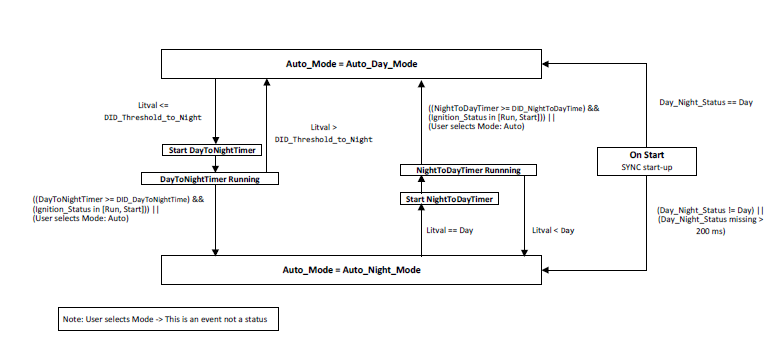 Auto_Mode = Auto_Day_Mode
Litval <=
DID_Threshold_to_Night
Litval >
DID_Threshold_to_Night
((NightToDayTimer >= DID_NightToDayTime) &&
(Ignition_Status in [Run, Start])) ||
(User selects Mode: Auto)
Day_Night_Status == Day
Start DayToNightTimer
DayToNightTimer Running
NightToDayTimer Runnning
On Start
SYNC start-up
((DayToNightTimer >= DID_DayToNightTime) &&
(Ignition_Status in [Run, Start])) ||
(User selects Mode: Auto)
Start NightToDayTimer
Litval == Day
Litval < Day
(Day_Night_Status != Day) ||
(Day_Night_Status missing >
200 ms)
Auto_Mode = Auto_Night_Mode
Note: User selects Mode -> This is an event not a status